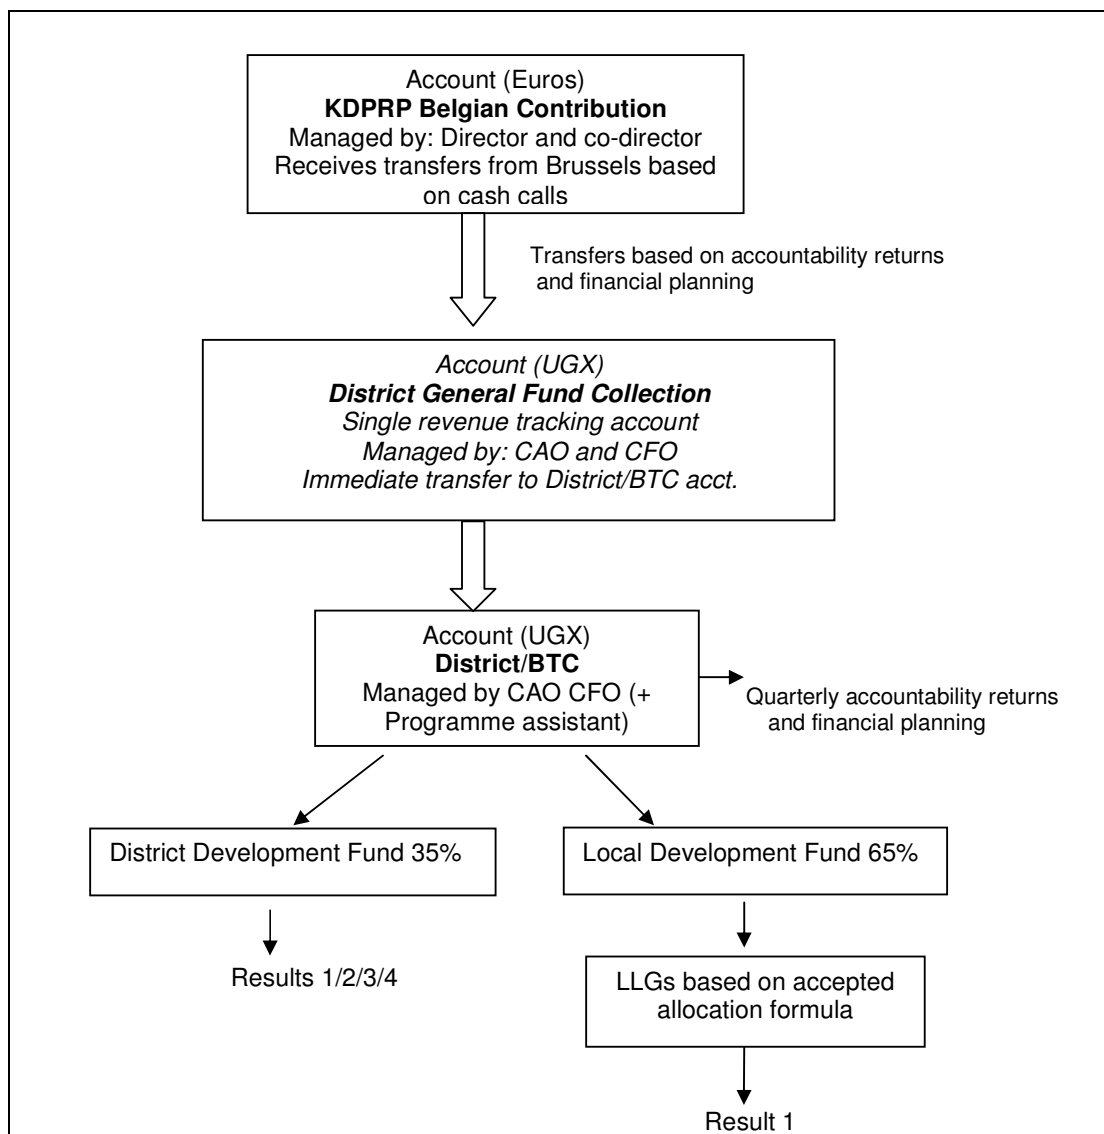 Account (Euros)
KDPRP Belgian Contribution
Managed by: Director and co-director
Receives transfers from Brussels based
on cash calls
Transfers based on accountability returns
and financial planning
Account (UGX)
District General Fund Collection
Single revenue tracking account
Managed by: CAO and CFO
Immediate transfer to District/BTC acct.
Account (UGX)
District/BTC
Managed by CAO CFO (+
Programme assistant)
Quarterly accountability returns
and financial planning
District Development Fund 35%
Local Development Fund 65%
Results 1/2/3/4
LLGs based on accepted
allocation formula
Result 1